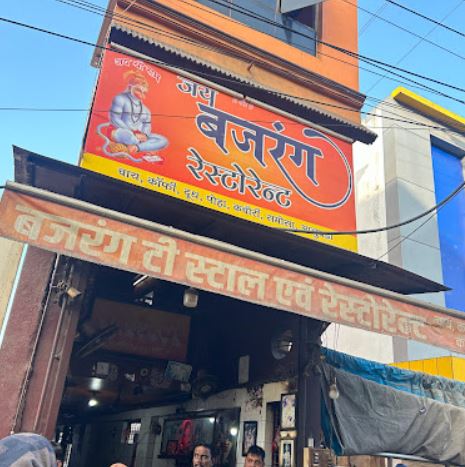 जय
बजरंग
रेस्टोरेन्ट
चाय, कॉफी, दूध, पोहा, कचोरी, समोसा,
बजरंग टी स्टाल एवं रेस्टोरेन्ट